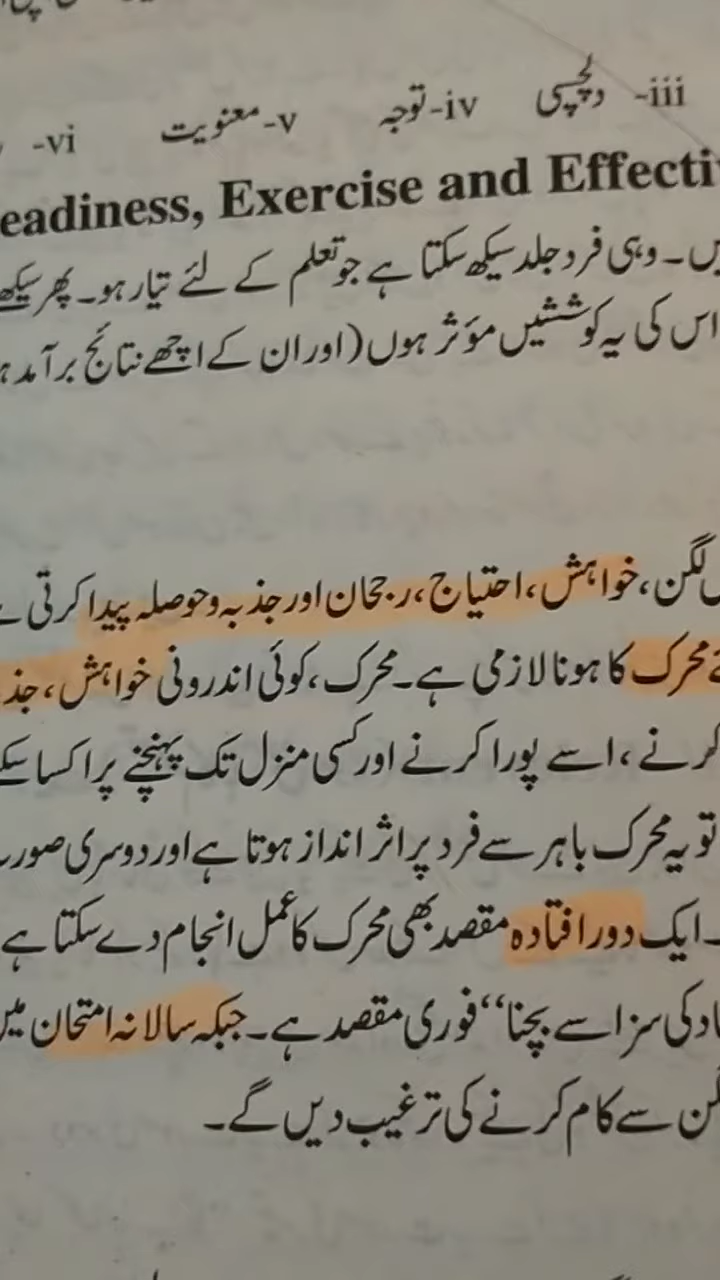 iii- دلچسپی iv- توجہ v- معنویت vi-
eadiness, Exercise and Effecti
یں۔ وہی فرد جلد سیکھ سکتا ہے جو تعلم کے لئے تیار ہو۔ پھر سیکھ
اس کی یہ کوششیں مؤثر ہوں (اور ان کے اچھے نتائج برآمد ہ
لگن، خواہش، احتیاج، رجحان اور جذبہ و حوصلہ پیدا کرتی
محرک کا ہونا لازمی ہے۔ محرک، کوئی اندرونی خواہش، جذ
کرنے، اسے پورا کرنے اور کسی منزل تک پہنچنے پر اکسا سک
تو یہ محرک باہر سے فرد پر اثر انداز ہوتا ہے اور دوسری صور
۔ ایک دور افتادہ مقصد بھی محرک کا عمل انجام دے سکتا ہے
کی سزا سے بچنا“ فوری مقصد ہے۔ جبکہ سالانہ امتحان میں
گن سے کام کرنے کی ترغیب دیں گے۔